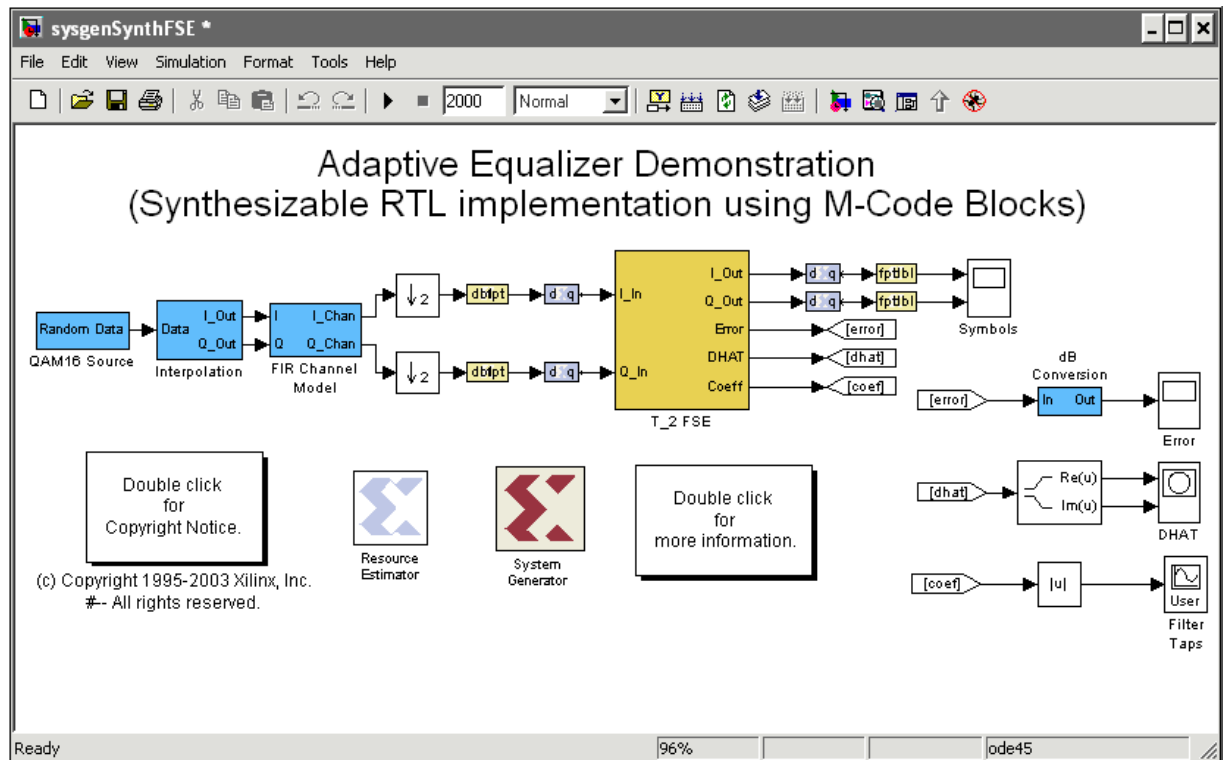 sysgenSynthFSE *
File Edit View Simulation Format Tools Help
2000 Normal
Adaptive Equalizer Demonstration
(Synthesizable RTL implementation using M-Code Blocks)
Random Data
QAM16 Source
Data I_Out
Q_Out
Interpolation
I I_Chan
Q Q_Chan
FIR Channel
Model
↓2
↓2
dbl fpt
dbl fpt
d q
d q
I_In
Q_In
I_Out
Q_Out
Error
DHAT
Coeff
T_2 FSE
d q
d q
fpt dbl
fpt dbl
[error]
[dhat]
[coef]
Symbols
dB
Conversion
[error]
In Out
Error
[dhat]
Re(u)
Im(u)
DHAT
[coef]
|u|
User
Filter
Taps
Double click
for
Copyright Notice.
(c) Copyright 1995-2003 Xilinx, Inc.
#-- All rights reserved.
Resource
Estimator
System
Generator
Double click
for
more information.
Ready 96% ode45